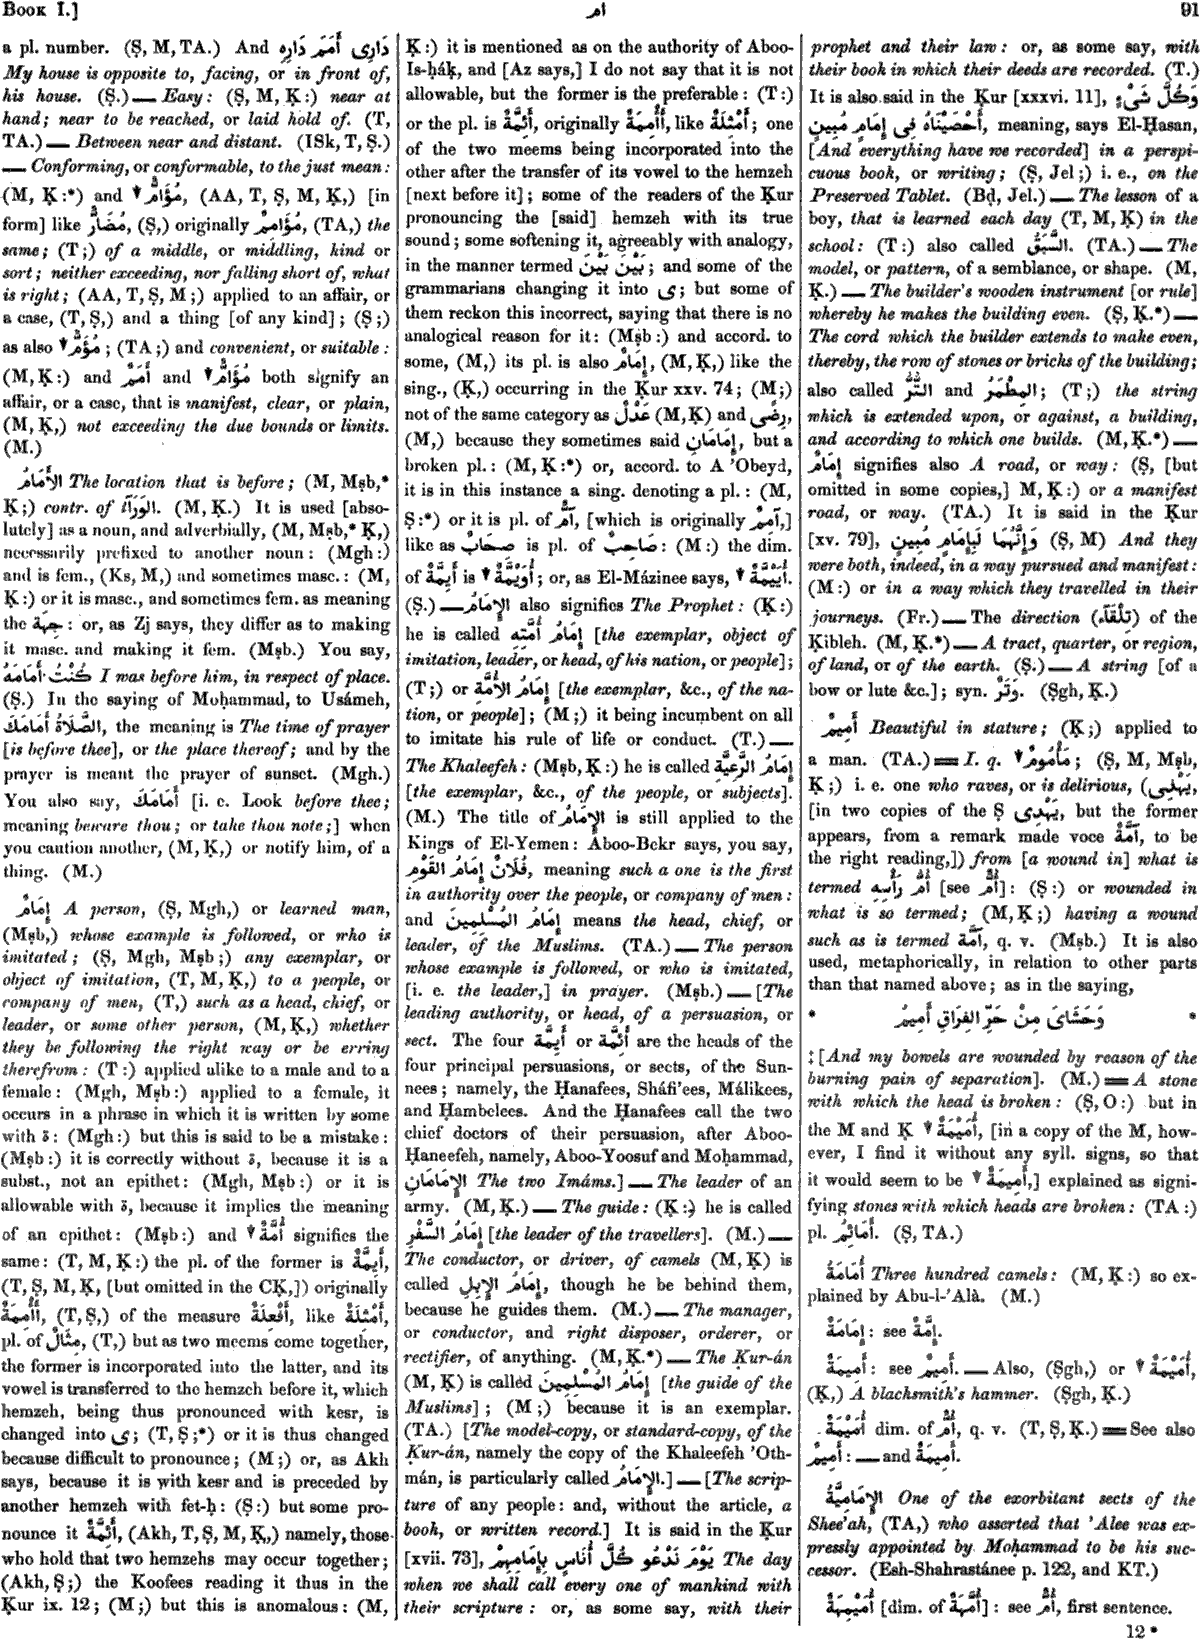 Book I.]
ام
91
a pl. number. (Ṣ, M, TA.) And دَارِى أَمَمَ دَارِهِ
My house is opposite to, facing, or in front of,
his house. (Ṣ.) — Easy: (Ṣ, M, Ḳ:) near at
hand; near to be reached, or laid hold of. (T,
TA.) — Between near and distant. (ISk, T, Ṣ.)
— Conforming, or conformable, to the just mean:
(M, Ḳ:*) and ▾ مُؤَامٌّ, (AA, T, Ṣ, M, Ḳ,) [in
form] like مُضَارٌّ, (Ṣ,) originally مُؤَامِمٌ, (TA,) the
same; (T;) of a middle, or middling, kind or
sort; neither exceeding, nor falling short of, what
is right; (AA, T, Ṣ, M;) applied to an affair, or
a case, (T, Ṣ,) and a thing [of any kind]; (Ṣ;)
as also ▾ مُؤَمٌّ; (TA;) and convenient, or suitable:
(M, Ḳ:) and أَمَمٌ and ▾ مُؤَامٌّ both signify an
affair, or a case, that is manifest, clear, or plain,
(M, Ḳ,) not exceeding the due bounds or limits.
(M.)
الأَمَامُ The location that is before; (M, Mṣb,*
Ḳ;) contr. of الوَرَآءُ. (M, Ḳ.) It is used [abso-
lutely] as a noun, and adverbially, (M, Mṣb,* Ḳ,)
necessarily prefixed to another noun: (Mgh:)
and is fem., (Ks, M,) and sometimes masc.: (M,
Ḳ:) or it is masc., and sometimes fem. as meaning
the جِهَة: or, as Zj says, they differ as to making
it masc. and making it fem. (Mṣb.) You say,
كُنْتُ أَمَامَهُ I was before him, in respect of place.
(Ṣ.) In the saying of Moḥammad, to Usámeh,
الصَّلَاةُ أَمَامَكَ, the meaning is The time of prayer
[is before thee], or the place thereof; and by the
prayer is meant the prayer of sunset. (Mgh.)
You also say, أَمَامَكَ [i. e. Look before thee;
meaning beware thou; or take thou note;] when
you caution another, (M, Ḳ,) or notify him, of a
thing. (M.)
إِمَامٌ A person, (Ṣ, Mgh,) or learned man,
(Mṣb,) whose example is followed, or who is
imitated; (Ṣ, Mgh, Mṣb;) any exemplar, or
object of imitation, (T, M, Ḳ,) to a people, or
company of men, (T,) such as a head, chief, or
leader, or some other person, (M, Ḳ,) whether
they be following the right way or be erring
therefrom: (T:) applied alike to a male and to a
female: (Mgh, Mṣb:) applied to a female, it
occurs in a phrase in which it is written by some
with ة: (Mgh:) but this is said to be a mistake:
(Mṣb:) it is correctly without ة, because it is a
subst., not an epithet: (Mgh, Mṣb:) or it is
allowable with ة, because it implies the meaning
of an epithet: (Mṣb:) and ▾ أُمَّةٌ signifies the
same: (T, M, Ḳ:) the pl. of the former is أَيِمَّةٌ,
(T, Ṣ, M, Ḳ, [but omitted in the CḲ,]) originally
أَأْمِمَةٌ, (T, Ṣ,) of the measure أَفْعِلَةٌ, like أَمْثِلَةٌ,
pl. of مِثَالٌ, (T,) but as two meems come together,
the former is incorporated into the latter, and its
vowel is transferred to the hemzeh before it, which
hemzeh, being thus pronounced with kesr, is
changed into ى; (T, Ṣ;*) or it is thus changed
because difficult to pronounce; (M;) or, as Akh
says, because it is with kesr and is preceded by
another hemzeh with fet-ḥ: (Ṣ:) but some pro-
nounce it أَئِمَّةٌ, (Akh, T, Ṣ, M, Ḳ,) namely, those
who hold that two hemzehs may occur together;
(Akh, Ṣ;) the Koofees reading it thus in the
Ḳur ix. 12; (M;) but this is anomalous: (M,
Ḳ:) it is mentioned as on the authority of Aboo-
Is-ḥáḳ, and [Az says,] I do not say that it is not
allowable, but the former is the preferable: (T:)
or the pl. is أَئِمَّةٌ, originally أَأْمِمَةٌ, like أَمْثِلَةٌ; one
of the two meems being incorporated into the
other after the transfer of its vowel to the hemzeh
[next before it]; some of the readers of the Ḳur
pronouncing the [said] hemzeh with its true
sound; some softening it, agreeably with analogy,
in the manner termed بَيْنَ بَيْنَ; and some of the
grammarians changing it into ى; but some of
them reckon this incorrect, saying that there is no
analogical reason for it: (Mṣb:) and accord. to
some, (M,) its pl. is also إِمَامٌ, (M, Ḳ,) like the
sing., (Ḳ,) occurring in the Ḳur xxv. 74; (M;)
not of the same category as عَدْلٌ (M, Ḳ) and رِضًى,
(M,) because they sometimes said إِمَامَانِ, but a
broken pl.: (M, Ḳ:*) or, accord. to A 'Obeyd,
it is in this instance a sing. denoting a pl.: (M,
Ṣ:*) or it is pl. of آمٌّ, [which is originally آمِمٌ,]
like as صِحَابٌ is pl. of صَاحِبٌ: (M:) the dim.
of أَيِمَّةٌ is ▾ أُوَيْمَّةٌ; or, as El-Mázinee says, ▾ أُيَيْمَّةٌ.
(Ṣ.) — الإِمَامُ also signifies The Prophet: (Ḳ:)
he is called إِمَامُ أُمَّتِهِ [the exemplar, object of
imitation, leader, or head, of his nation, or people];
(T;) or إِمَامُ الأُمَّةِ [the exemplar, &c., of the na-
tion, or people]; (M;) it being incumbent on all
to imitate his rule of life or conduct. (T.) —
The Khaleefeh: (Mṣb, Ḳ:) he is called إِمَامُ الرَّعِيَّةِ
[the exemplar, &c., of the people, or subjects].
(M.) The title of الإِمَامُ is still applied to the
Kings of El-Yemen: Aboo-Bekr says, you say,
فُلَانٌ إِمَامُ القَوْمِ, meaning such a one is the first
in authority over the people, or company of men:
and إِمَامُ المُسْلِمِينَ means the head, chief, or
leader, of the Muslims. (TA.) — The person
whose example is followed, or who is imitated,
[i. e. the leader,] in prayer. (Mṣb.) — [The
leading authority, or head, of a persuasion, or
sect. The four أَيِمَّة or أَئِمَّة are the heads of the
four principal persuasions, or sects, of the Sun-
nees; namely, the Ḥanafees, Sháfi'ees, Málikees,
and Ḥambelees. And the Ḥanafees call the two
chief doctors of their persuasion, after Aboo-
Ḥaneefeh, namely, Aboo-Yoosuf and Moḥammad,
الإِمَامَانِ The two Imáms.] — The leader of an
army. (M, Ḳ.) — The guide: (Ḳ:) he is called
إِمَامُ السَّفْرِ [the leader of the travellers]. (M.) —
The conductor, or driver, of camels (M, Ḳ) is
called إِمَامُ الإِبِلِ, though he be behind them,
because he guides them. (M.) — The manager,
or conductor, and right disposer, orderer, or
rectifier, of anything. (M, Ḳ.*) — The Ḳur-án
(M, Ḳ) is called إِمَامُ المُسْلِمِينَ [the guide of the
Muslims]; (M;) because it is an exemplar.
(TA.) [The model-copy, or standard-copy, of the
Ḳur-án, namely the copy of the Khaleefeh 'Oth-
mán, is particularly called الإِمَامُ.] — [The scrip-
ture of any people: and, without the article, a
book, or written record.] It is said in the Ḳur
[xvii. 73], يَوْمَ نَدْعُو كُلَّ أُنَاسٍ بِإِمَامِهِمْ The day
when we shall call every one of mankind with
their scripture: or, as some say, with their
prophet and their law: or, as some say, with
their book in which their deeds are recorded. (T.)
It is also said in the Ḳur [xxxvi. 11], وَكُلَّ شَىْءٍ
أَحْصَيْنَاهُ فِى إِمَامٍ مُبِينٍ, meaning, says El-Ḥasan,
[And everything have we recorded] in a perspi-
cuous book, or writing; (Ṣ, Jel;) i. e., on the
Preserved Tablet. (Bḍ, Jel.) — The lesson of a
boy, that is learned each day (T, M, Ḳ) in the
school: (T:) also called السَّبَقُ. (TA.) — The
model, or pattern, of a semblance, or shape. (M,
Ḳ.) — The builder's wooden instrument [or rule]
whereby he makes the building even. (Ṣ, Ḳ.*) —
The cord which the builder extends to make even,
thereby, the row of stones or bricks of the building;
also called التُّرُّ and المِطْمَرُ; (T;) the string
which is extended upon, or against, a building,
and according to which one builds. (M, Ḳ.*) —
إِمَامٌ signifies also A road, or way: (Ṣ, [but
omitted in some copies,] M, Ḳ:) or a manifest
road, or way. (TA.) It is said in the Ḳur
[xv. 79], وَإِنَّهُمَا لَبِإِمَامٍ مُبِينٍ (Ṣ, M) And they
were both, indeed, in a way pursued and manifest:
(M:) or in a way which they travelled in their
journeys. (Fr.) — The direction (تِلْقَآء) of the
Ḳibleh. (M, Ḳ.*) — A tract, quarter, or region,
of land, or of the earth. (Ṣ.) — A string [of a
bow or lute &c.]; syn. وَتَرٌ. (Ṣgh, Ḳ.)
أَمِيمٌ Beautiful in stature; (Ḳ;) applied to
a man. (TA.) = I. q. ▾ مَأْمُومٌ; (Ṣ, M, Mṣb,
Ḳ;) i. e. one who raves, or is delirious, (يَهْذِى,
[in two copies of the Ṣ يَهْدِى, but the former
appears, from a remark made voce آمَّةٌ, to be
the right reading,]) from [a wound in] what is
termed أُمّ رَأْسِهِ [see أُمّ]: (Ṣ:) or wounded in
what is so termed; (M, Ḳ;) having a wound
such as is termed آمَّة, q. v. (Mṣb.) It is also
used, metaphorically, in relation to other parts
than that named above; as in the saying,
* وَحَشَاىَ مِنْ حَرِّ الفِرَاقِ أَمِيمُ *
‡ [And my bowels are wounded by reason of the
burning pain of separation]. (M.) = A stone
with which the head is broken: (Ṣ, O:) but in
the M and Ḳ ▾ أُمَيْمَةٌ, [in a copy of the M, how-
ever, I find it without any syll. signs, so that
it would seem to be ▾ أَمِيمَةٌ,] explained as signi-
fying stones with which heads are broken: (TA:)
pl. أَمَائِمُ. (Ṣ, TA.)
أُمَامَةٌ Three hundred camels: (M, Ḳ:) so ex-
plained by Abu-l-'Alà. (M.)
إِمَامَةٌ: see إِمَّةٌ.
أَمِيمَةٌ: see أَمِيمٌ. — Also, (Ṣgh,) or ▾ أُمَيْمَةٌ,
(Ḳ,) A blacksmith's hammer. (Ṣgh, Ḳ.)
أُمَيْمَةٌ dim. of أُمٌّ, q. v. (T, Ṣ, Ḳ.) = See also
أَمِيمٌ: — and أَمِيمَةٌ.
الإِمَامِيَّةُ One of the exorbitant sects of the
Shee'ah, (TA,) who asserted that 'Alee was ex-
pressly appointed by Moḥammad to be his suc-
cessor. (Esh-Shahrastánee p. 122, and KT.)
أُمَيْمِهَةٌ [dim. of أُمَّهَةٌ]: see أُمٌّ, first sentence.
12 *